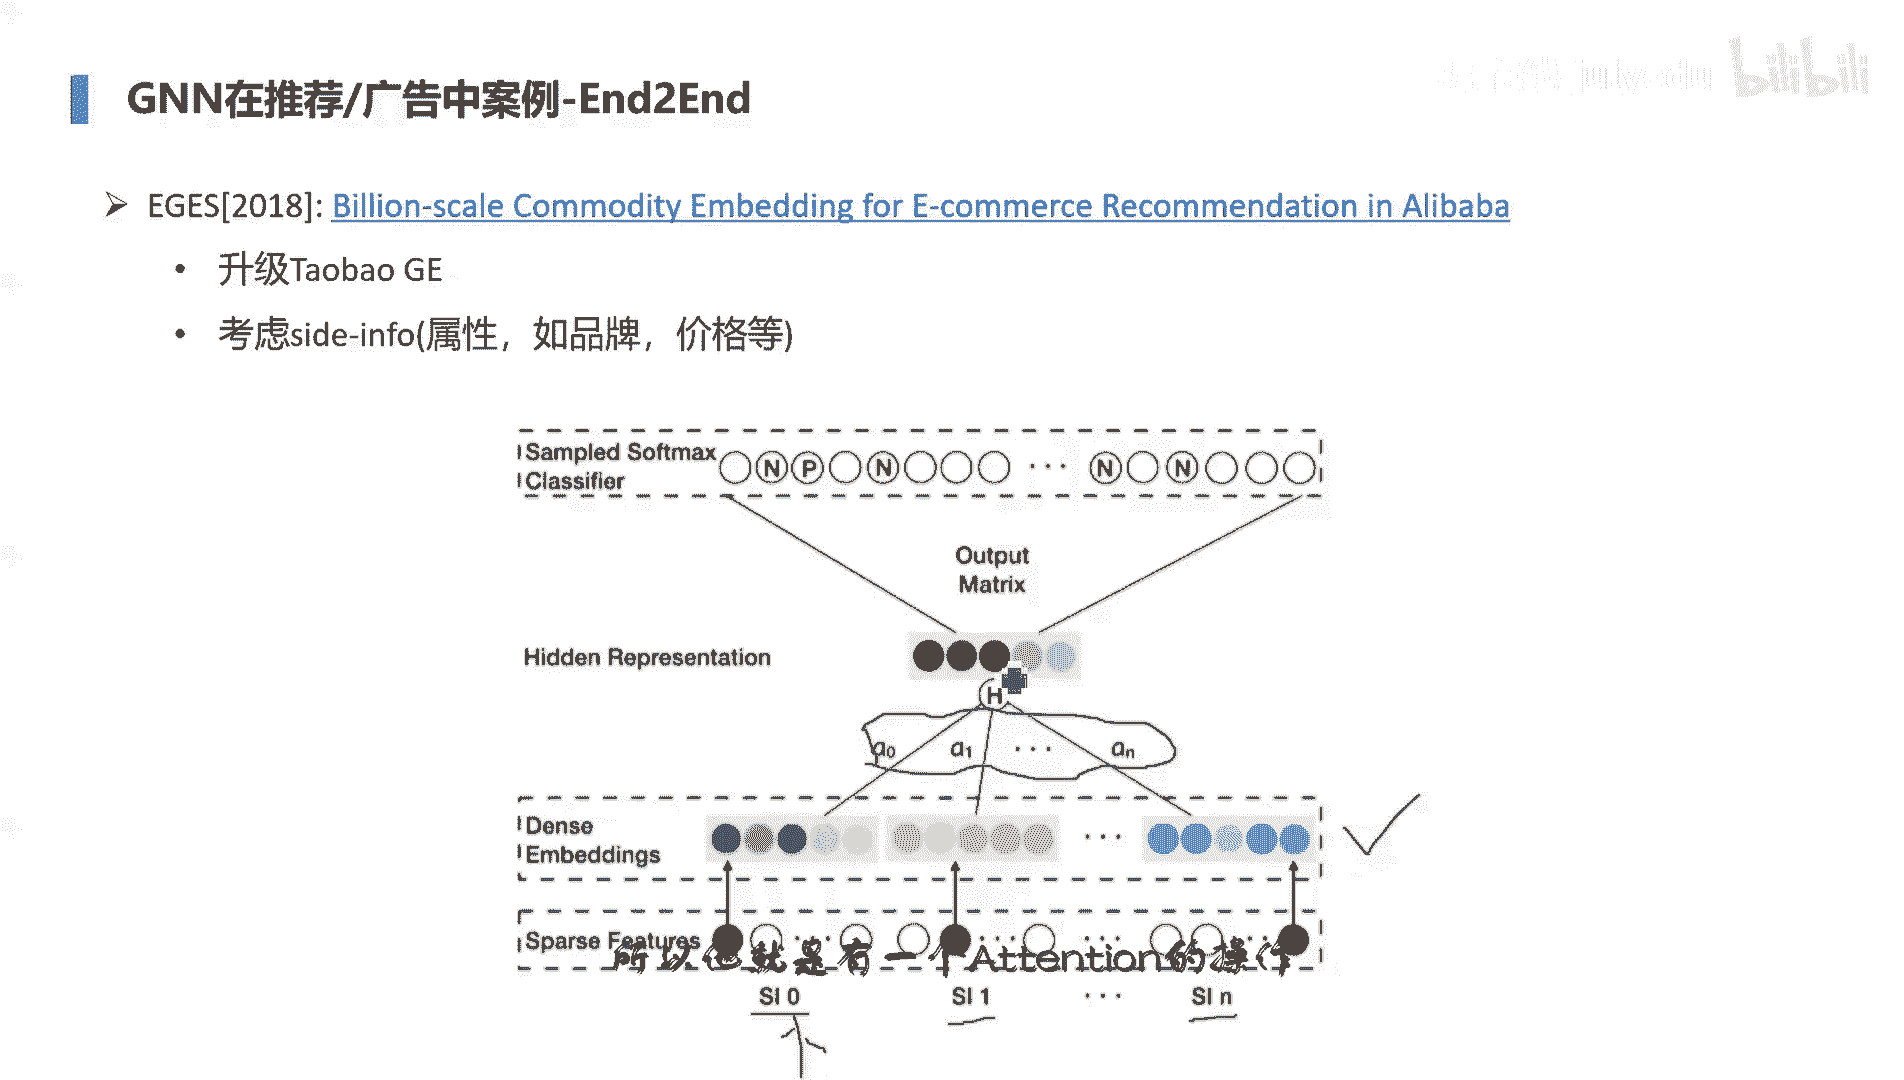 GNN在推荐/广告中案例-End2End
bilibili
EGES[2018]: Billion-scale Commodity Embedding for E-commerce Recommendation in Alibaba
升级Taobao GE
考虑side-info(属性，如品牌，价格等)
Sampled Softmax Classifier
N P N ··· N N
Output
Matrix
Hidden Representation
H
a0 a1 ··· an
Dense
Embeddings
···
Sparse Features
所以他就是有一个Attention的操作
SI 0 SI 1 ··· SI n